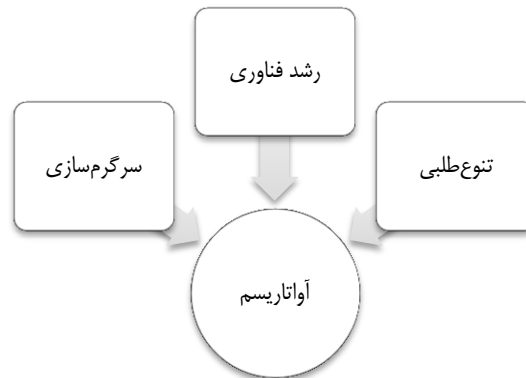 رشد فناوری
تنوع‌طلبی
سرگرم‌سازی
آواتاریسم